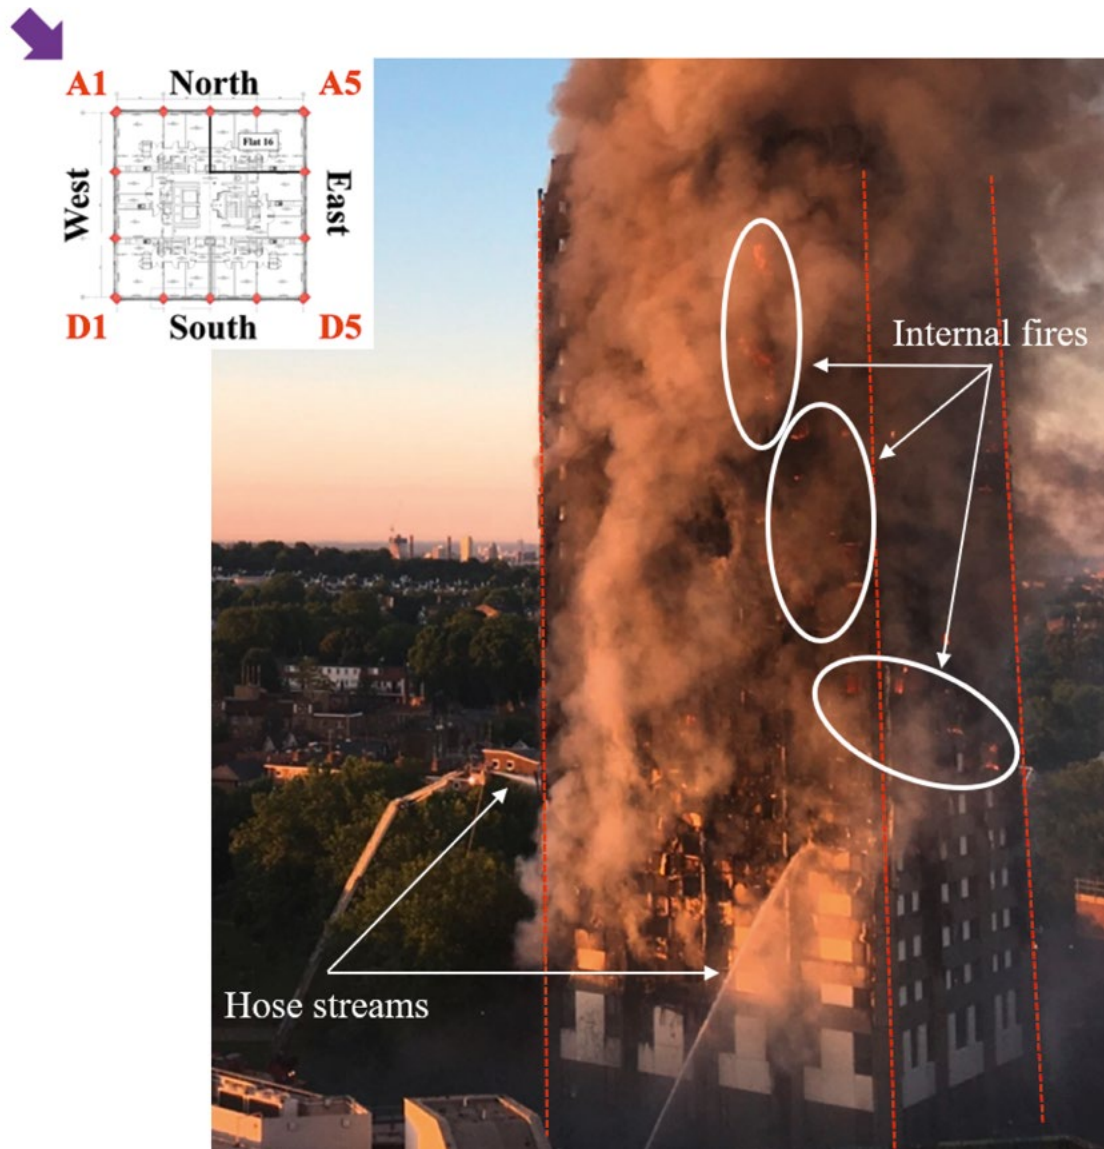 A1 North A5
Flat 16
West
East
D1 South D5
Internal fires
Hose streams